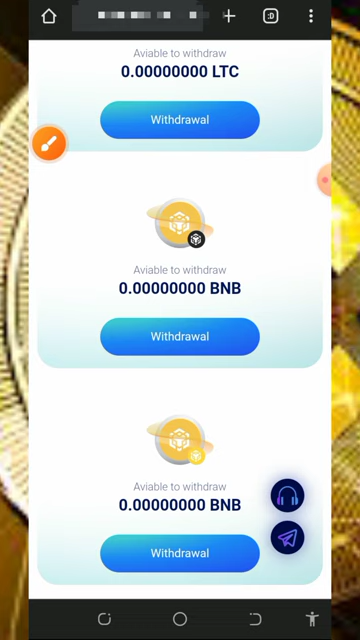 :D
Aviable to withdraw
0.00000000 LTC
Withdrawal
Aviable to withdraw
0.00000000 BNB
Withdrawal
Aviable to withdraw
0.00000000 BNB
Withdrawal